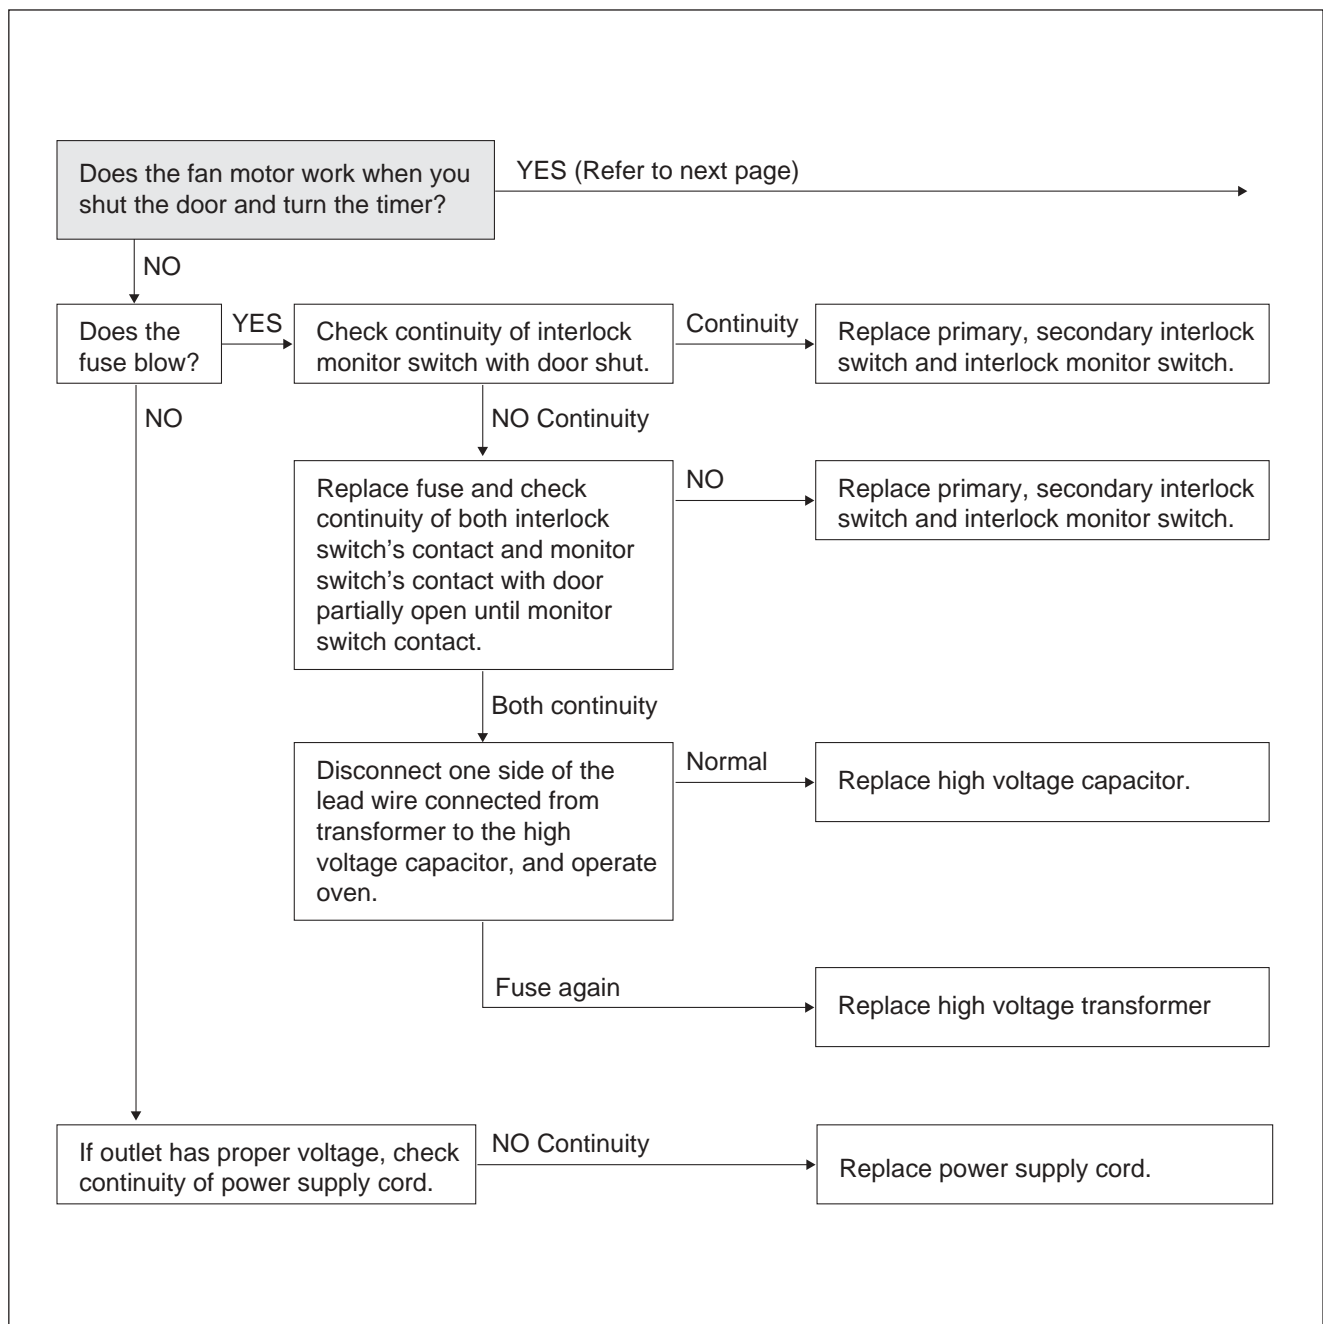 Does the fan motor work when you
shut the door and turn the timer?
YES (Refer to next page)
NO
Does the
fuse blow?
YES
Check continuity of interlock
monitor switch with door shut.
Continuity
Replace primary, secondary interlock
switch and interlock monitor switch.
NO
NO Continuity
Replace fuse and check
continuity of both interlock
switch's contact and monitor
switch's contact with door
partially open until monitor
switch contact.
NO
Replace primary, secondary interlock
switch and interlock monitor switch.
Both continuity
Disconnect one side of the
lead wire connected from
transformer to the high
voltage capacitor, and operate
oven.
Normal
Replace high voltage capacitor.
Fuse again
Replace high voltage transformer
If outlet has proper voltage, check
continuity of power supply cord.
NO Continuity
Replace power supply cord.